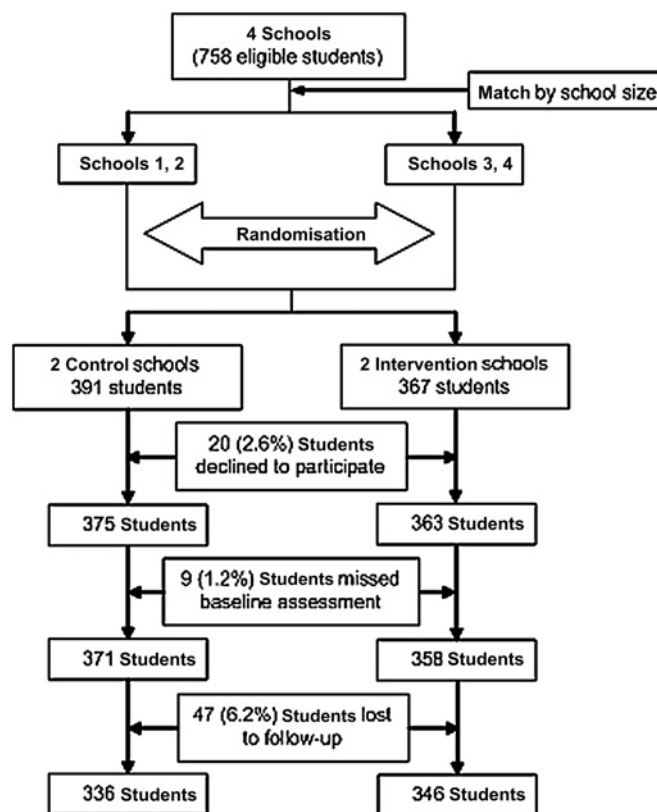 4 Schools
(758 eligible students)
Match by school size
Schools 1, 2
Schools 3, 4
Randomisation
2 Control schools
391 students
2 Intervention schools
367 students
20 (2.6%) Students
declined to participate
375 Students
363 Students
9 (1.2%) Students missed
baseline assessment
371 Students
358 Students
47 (6.2%) Students lost
to follow-up
336 Students
346 Students